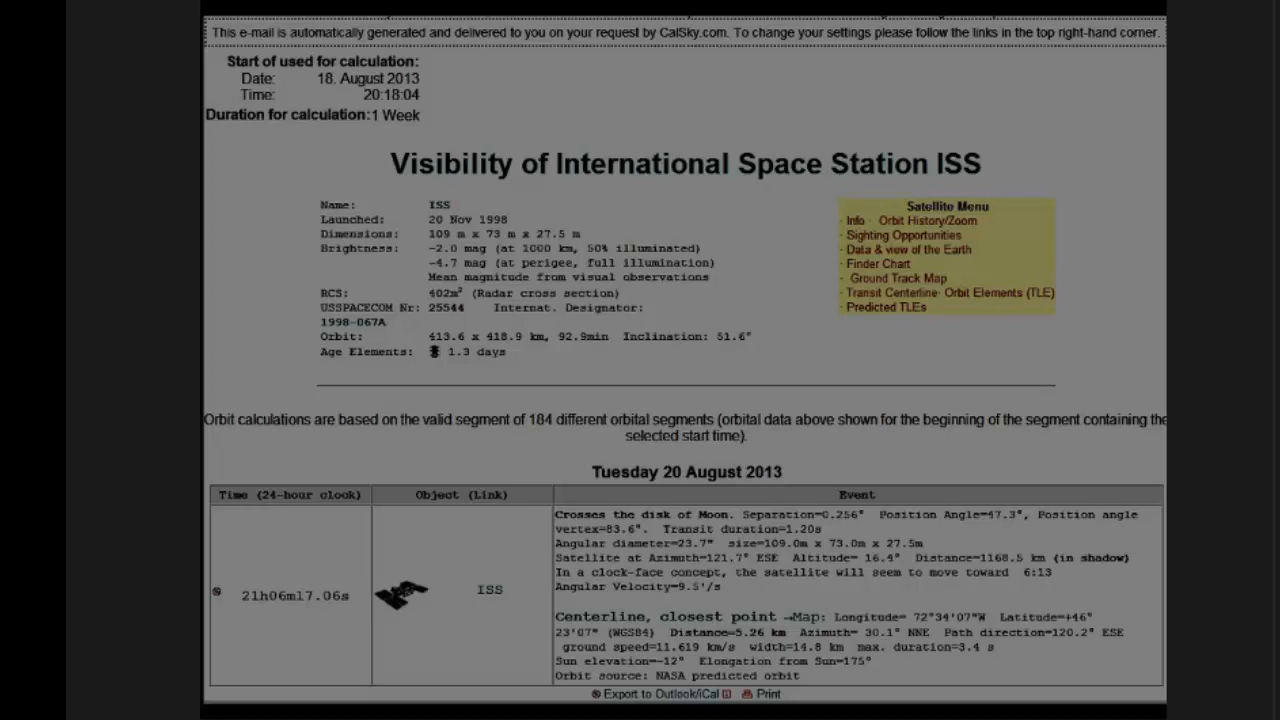 This e-mail is automatically generated and delivered to you on your request by CalSky.com. To change your settings please follow the links in the top right-hand corner.
Start of used for calculation:
Date: 18. August 2013
Time: 20:18:04
Duration for calculation: 1 Week
Visibility of International Space Station ISS
Name: ISS
Launched: 20 Nov 1998
Dimensions: 109 m x 73 m x 27.5 m
Brightness: -2.0 mag (at 1000 km, 50% illuminated)
-4.7 mag (at perigee, full illumination)
Mean magnitude from visual observations
RCS: 402m² (Radar cross section)
USSPACECOM Nr: 25544 Internat. Designator:
1998-067A
Orbit: 413.6 x 418.9 km, 92.9min Inclination: 51.6°
Age Elements: 1.3 days
Satellite Menu
· Info · Orbit History/Zoom
· Sighting Opportunities
· Data & view of the Earth
· Finder Chart
· Ground Track Map
· Transit Centerline· Orbit Elements (TLE)
· Predicted TLEs
Orbit calculations are based on the valid segment of 184 different orbital segments (orbital data above shown for the beginning of the segment containing the
selected start time).
Tuesday 20 August 2013
Time (24-hour clock) Object (Link) Event
21h06m17.06s ISS
Crosses the disk of Moon. Separation=0.256° Position Angle=47.3°, Position angle
vertex=83.6°. Transit duration=1.20s
Angular diameter=23.7" size=109.0m x 73.0m x 27.5m
Satellite at Azimuth=121.7° ESE Altitude= 16.4° Distance=1168.5 km (in shadow)
In a clock-face concept, the satellite will seem to move toward 6:13
Angular Velocity=9.5'/s
Centerline, closest point →Map: Longitude= 72°34'07"W Latitude=+46°
23'07" (WGS84) Distance=5.26 km Azimuth= 30.1° NNE Path direction=120.2° ESE
ground speed=11.619 km/s width=14.8 km max. duration=3.4 s
Sun elevation=-12° Elongation from Sun=175°
Orbit source: NASA predicted orbit
Export to Outlook/iCal Print